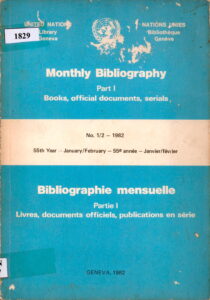 UNITED NATIONS
Library
Geneva
NATIONS UNIES
Bibliothèque
Genève
1829
Monthly Bibliography
Part I
Books, official documents, serials
No. 1/2 – 1982
55th Year – January/February – 55e année – Janvier/février
Bibliographie mensuelle
Partie I
Livres, documents officiels, publications en série
GENEVA, 1982